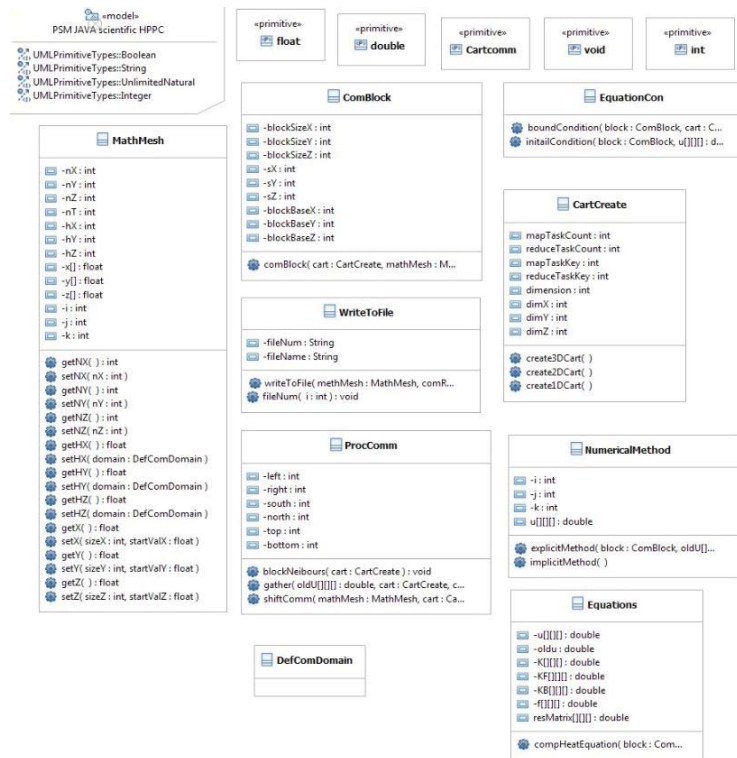 «model»
PSM JAVA scientific HPPC
UMLPrimitiveTypes::Boolean
UMLPrimitiveTypes::String
UMLPrimitiveTypes::UnlimitedNatural
UMLPrimitiveTypes::Integer
«primitive»
float
«primitive»
double
«primitive»
Cartcomm
«primitive»
void
«primitive»
int
MathMesh
-nX : int
-nY : int
-nZ : int
-nT : int
-hX : int
-hY : int
-hZ : int
-x[] : float
-y[] : float
-z[] : float
-i : int
-j : int
-k : int
getNX( ) : int
setNX( nX : int )
getNY( ) : int
setNY( nY : int )
getNZ( ) : int
setNZ( nZ : int )
getHX( ) : float
setHX( domain : DefComDomain )
getHY( ) : float
setHY( domain : DefComDomain )
getHZ( ) : float
setHZ( domain : DefComDomain )
getX( ) : float
setX( sizeX : int, startValX : float )
getY( ) : float
setY( sizeY : int, startValY : float )
getZ( ) : float
setZ( sizeZ : int, startValZ : float )
ComBlock
-blockSizeX : int
-blockSizeY : int
-blockSizeZ : int
-sX : int
-sY : int
-sZ : int
-blockBaseX : int
-blockBaseY : int
-blockBaseZ : int
comBlock( cart : CartCreate, mathMesh : M...
WriteToFile
-fileNum : String
-fileName : String
writeToFile( methMesh : MathMesh, comR...
fileNum( i : int ) : void
ProcComm
-left : int
-right : int
-south : int
-north : int
-top : int
-bottom : int
blockNeibours( cart : CartCreate ) : void
gather( oldU[][][] : double, cart : CartCreate, c...
shiftComm( mathMesh : MathMesh, cart : Ca...
DefComDomain
EquationCon
boundCondition( block : ComBlock, cart : C...
initailCondition( block : ComBlock, u[][][] : d...
CartCreate
mapTaskCount : int
reduceTaskCount : int
mapTaskKey : int
reduceTaskKey : int
dimension : int
dimX : int
dimY : int
dimZ : int
create3DCart( )
create2DCart( )
create1DCart( )
NumericalMethod
-i : int
-j : int
-k : int
u[][][] : double
explicitMethod( block : ComBlock, oldU[]...
implicitMethod( )
Equations
-u[][][] : double
-oldu : double
-K[][][] : double
-KF[][][] : double
-KB[][][] : double
-f[][][] : double
resMatrix[][][] : double
compHeatEquation( block : Com...